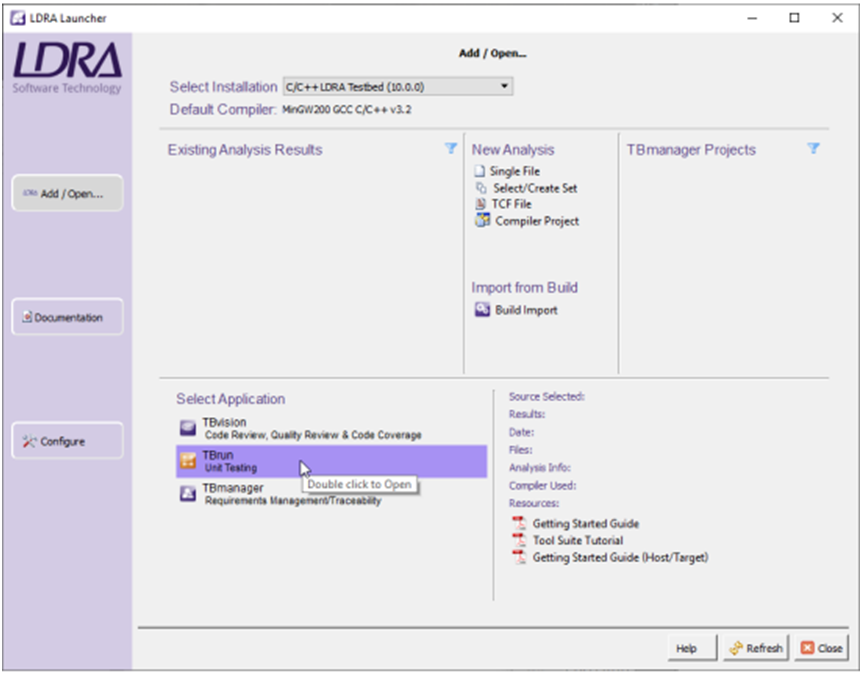 LDRA Launcher
LDRA
Software Technology
Add / Open...
Select Installation C/C++ LDRA Testbed (10.0.0)
Default Compiler: MinGW200 GCC C/C++ v3.2
Existing Analysis Results
New Analysis
Single File
Select/Create Set
TCF File
Compiler Project
Import from Build
Build Import
TBmanager Projects
LDRA Add / Open...
Documentation
Configure
Select Application
TBvision
Code Review, Quality Review & Code Coverage
TBrun
Unit Testing
Double click to Open
TBmanager
Requirements Management/Traceability
Source Selected:
Results:
Date:
Files:
Analysis Info:
Compiler Used:
Resources:
Getting Started Guide
Tool Suite Tutorial
Getting Started Guide (Host/Target)
Help
Refresh
Close